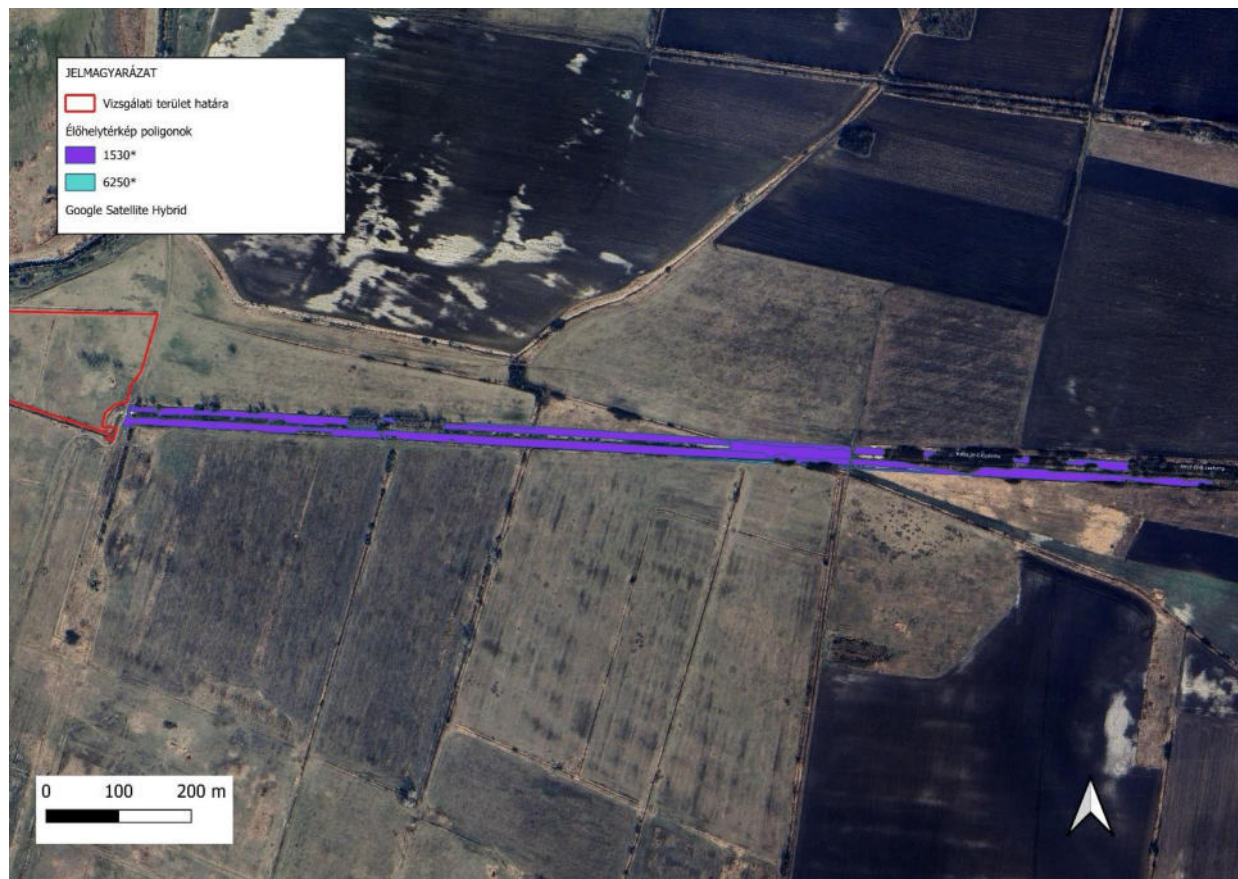 JELMAGYARÁZAT
Vizsgálati terület határa
Élőhelytérkép poligonok
1530*
6250*
Google Satellite Hybrid
0 100 200 m